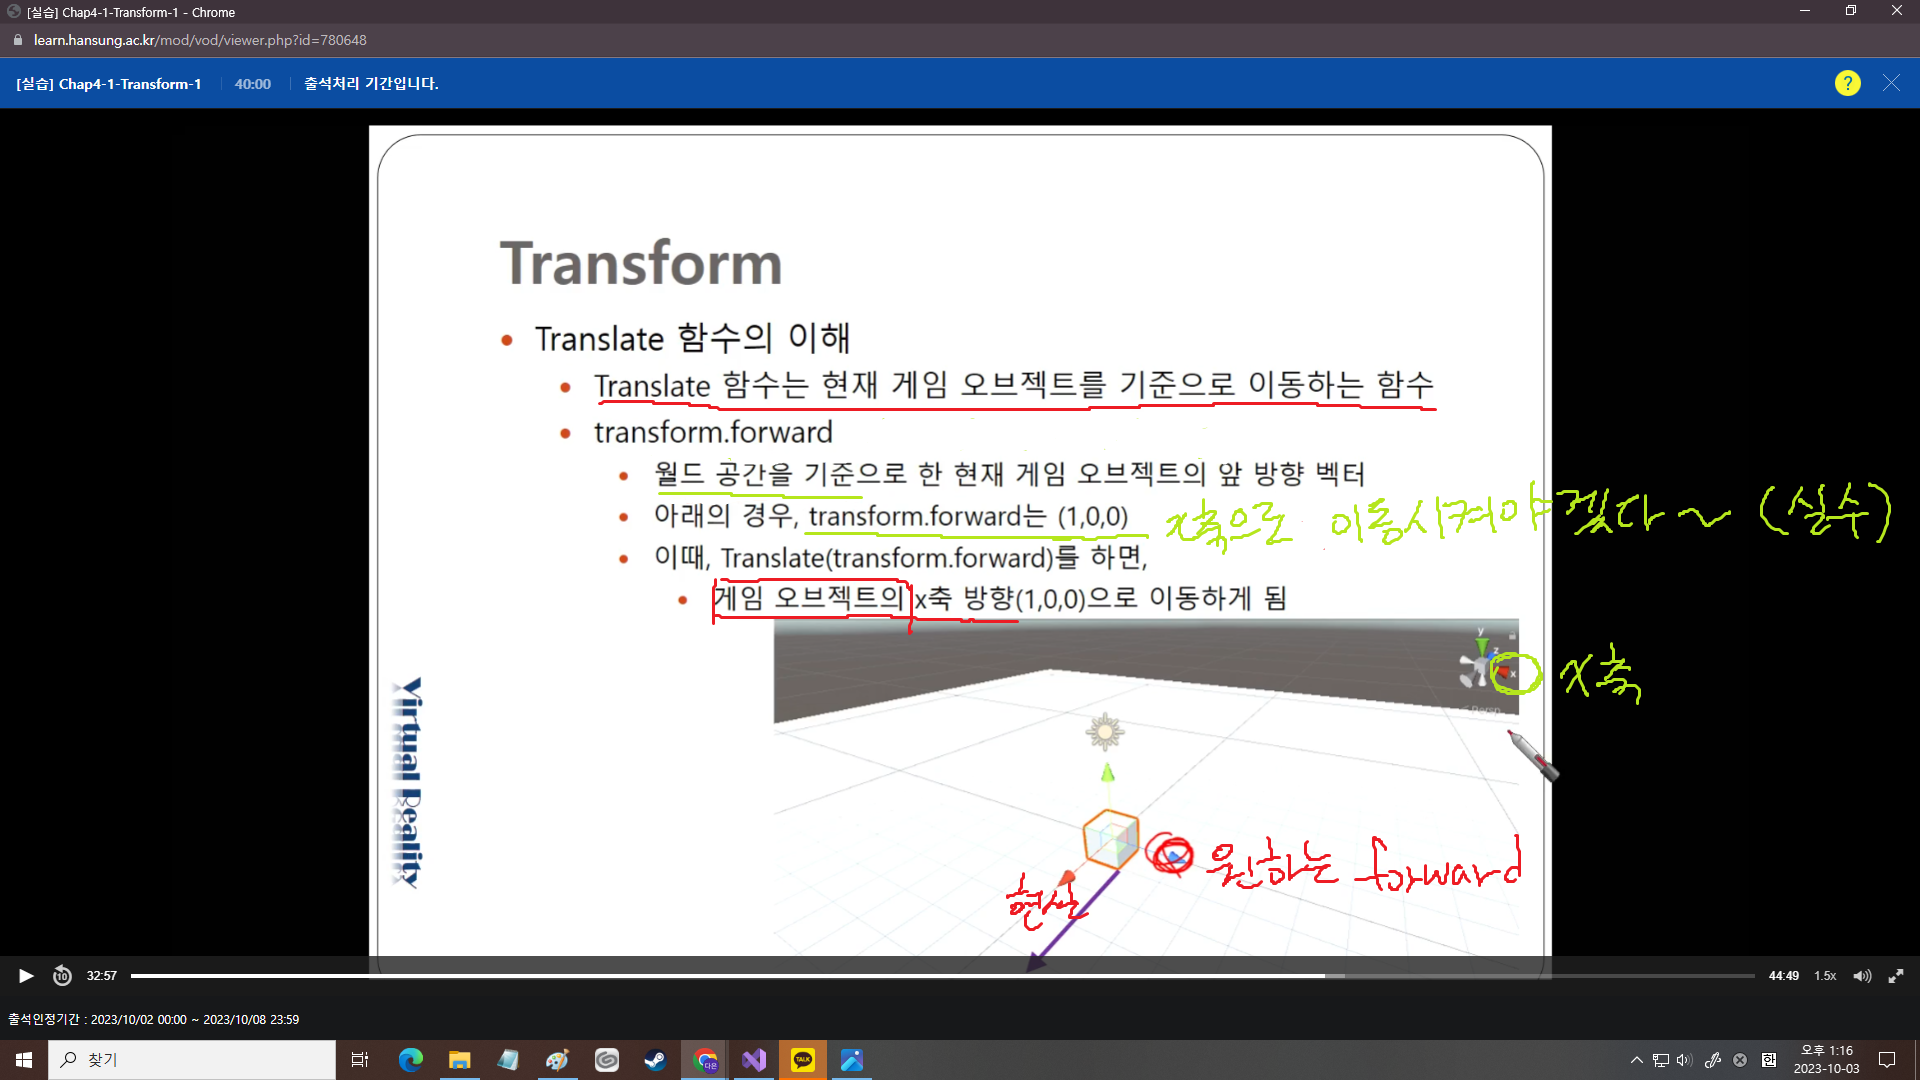 [실습] Chap4-1-Transform-1 - Chrome
learn.hansung.ac.kr/mod/vod/viewer.php?id=780648
[실습] Chap4-1-Transform-1 40:00 출석처리 기간입니다.
?
Transform
Translate 함수의 이해
Translate 함수는 현재 게임 오브젝트를 기준으로 이동하는 함수
transform.forward
월드 공간을 기준으로 한 현재 게임 오브젝트의 앞 방향 벡터
아래의 경우, transform.forward는 (1,0,0) x축으로 이동시켜야겠다~ (실수)
이때, Translate(transform.forward)를 하면,
게임 오브젝트의 x축 방향(1,0,0)으로 이동하게 됨
y
z
x
x축
< Persp
Virtual Reality
원하는 forward
현실
10 32:57 44:49 1.5x
출석인정기간 : 2023/10/02 00:00 ~ 2023/10/08 23:59
찾기
다은
TALK
한
오후 1:16
2023-10-03